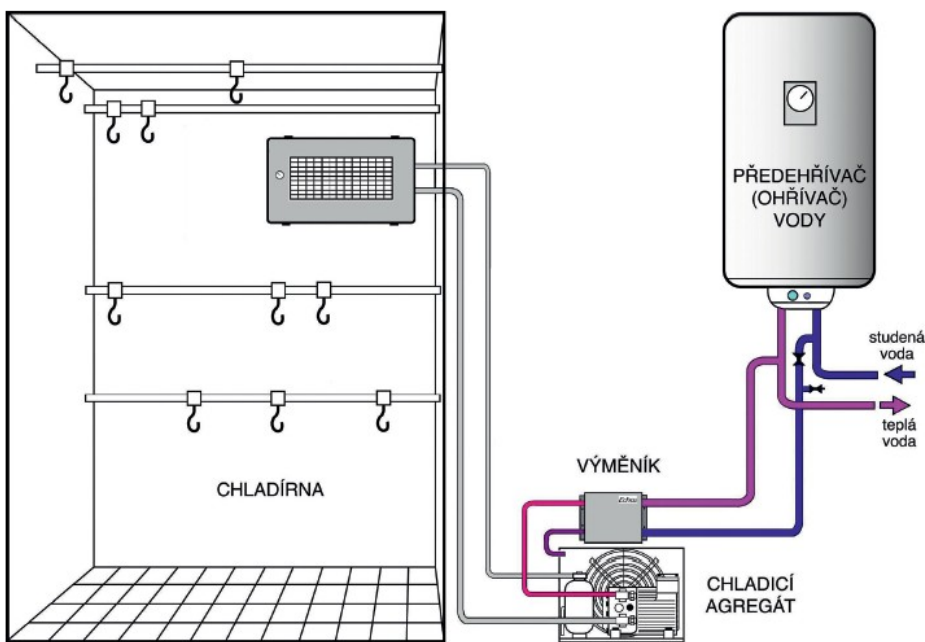 PŘEDEHŘÍVAČ
(OHŘÍVAČ)
VODY
studená
voda
teplá
voda
VÝMĚNÍK
CHLADÍRNA
CHLADICÍ
AGREGÁT